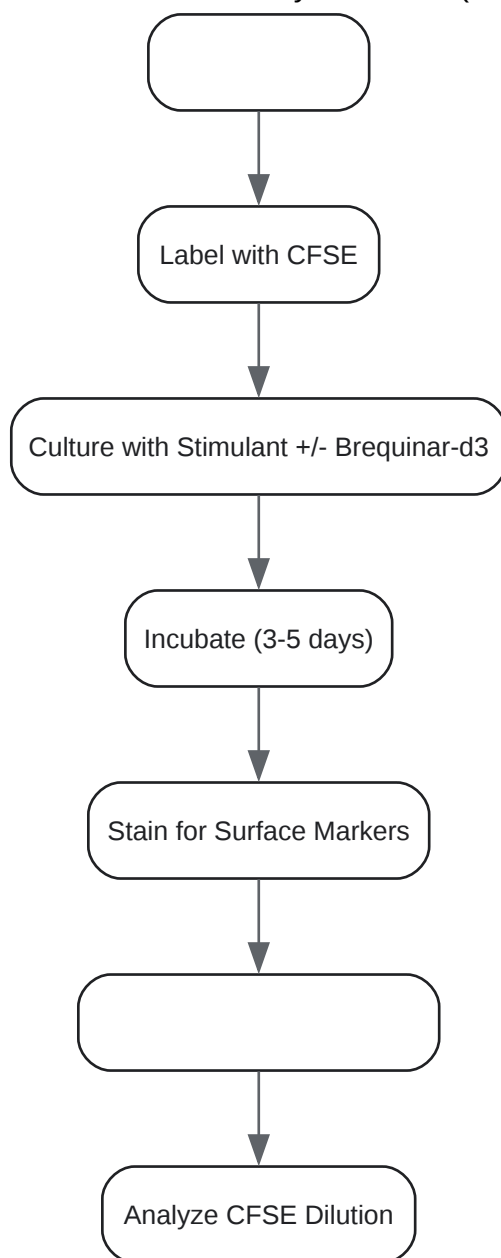 Label with CFSE
Culture with Stimulant +/- Brequinar-d3
Incubate (3-5 days)
Stain for Surface Markers
Analyze CFSE Dilution